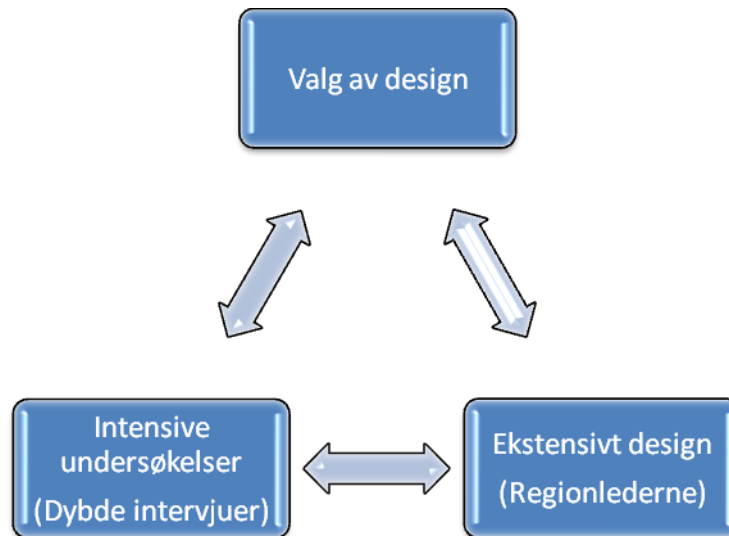 Valg av design
Intensive
undersøkelser
(Dybde intervjuer)
Ekstensivt design
(Regionlederne)